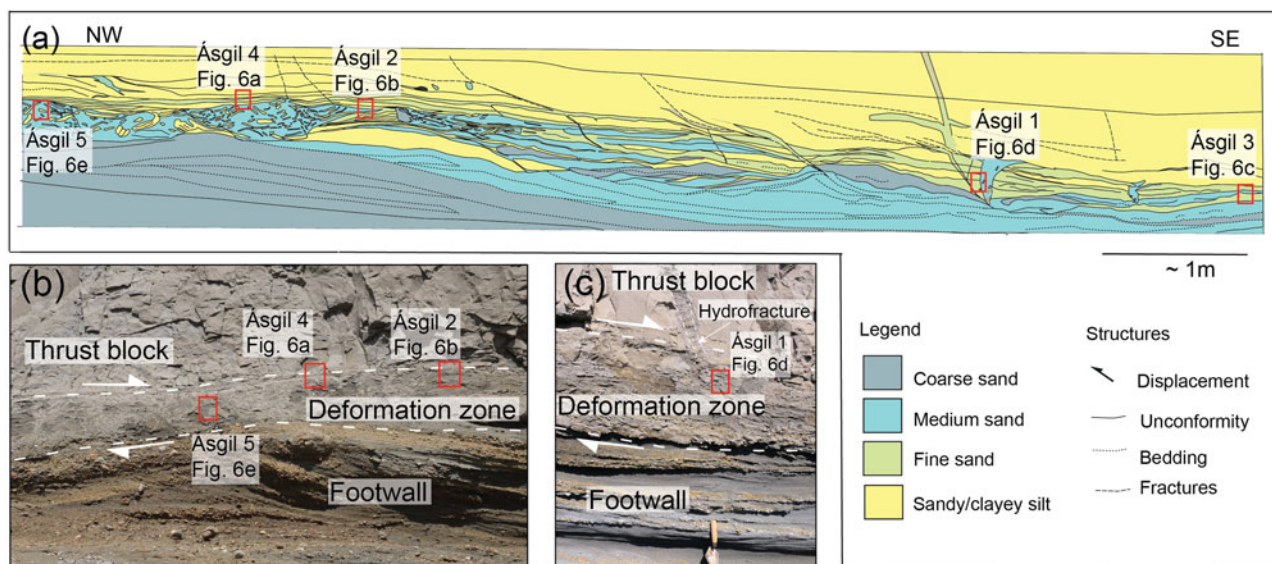 (a)
NW
SE
Ásgil 4
Fig. 6a
Ásgil 2
Fig. 6b
Ásgil 5
Fig. 6e
Ásgil 1
Fig.6d
Ásgil 3
Fig. 6c
~ 1m
(b)
Thrust block
Ásgil 4
Fig. 6a
Ásgil 2
Fig. 6b
Deformation zone
Asgil 5
Fig. 6e
Footwall
(c)
Thrust block
Hydrofracture
Ásgil 1
Fig. 6d
Deformation zone
Footwall
Legend
Coarse sand
Medium sand
Fine sand
Sandy/clayey silt
Structures
Displacement
Unconformity
Bedding
Fractures